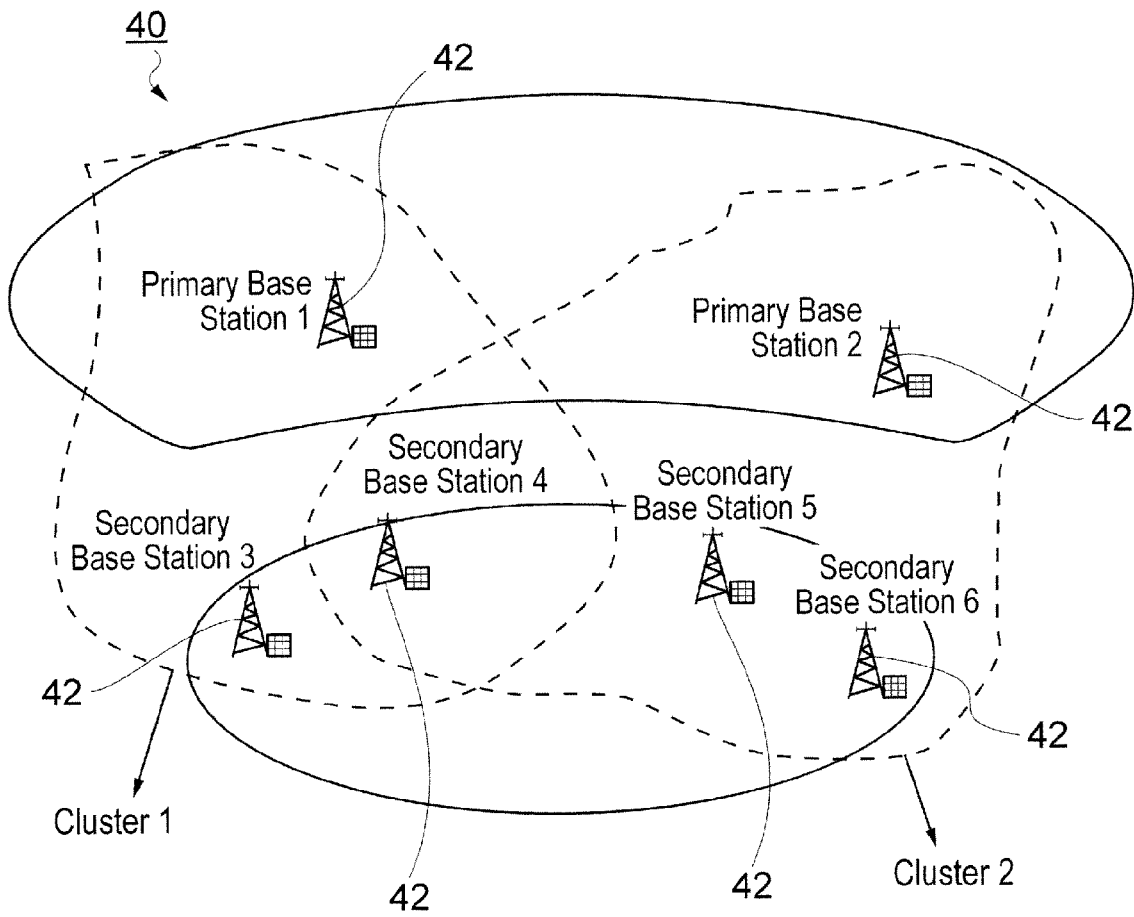 40
42
Primary Base
Station 1
Primary Base
Station 2
42
Secondary
Base Station 4
Secondary
Base Station 5
Secondary
Base Station 3
Secondary
Base Station 6
42
42
Cluster 1
Cluster 2
42
42